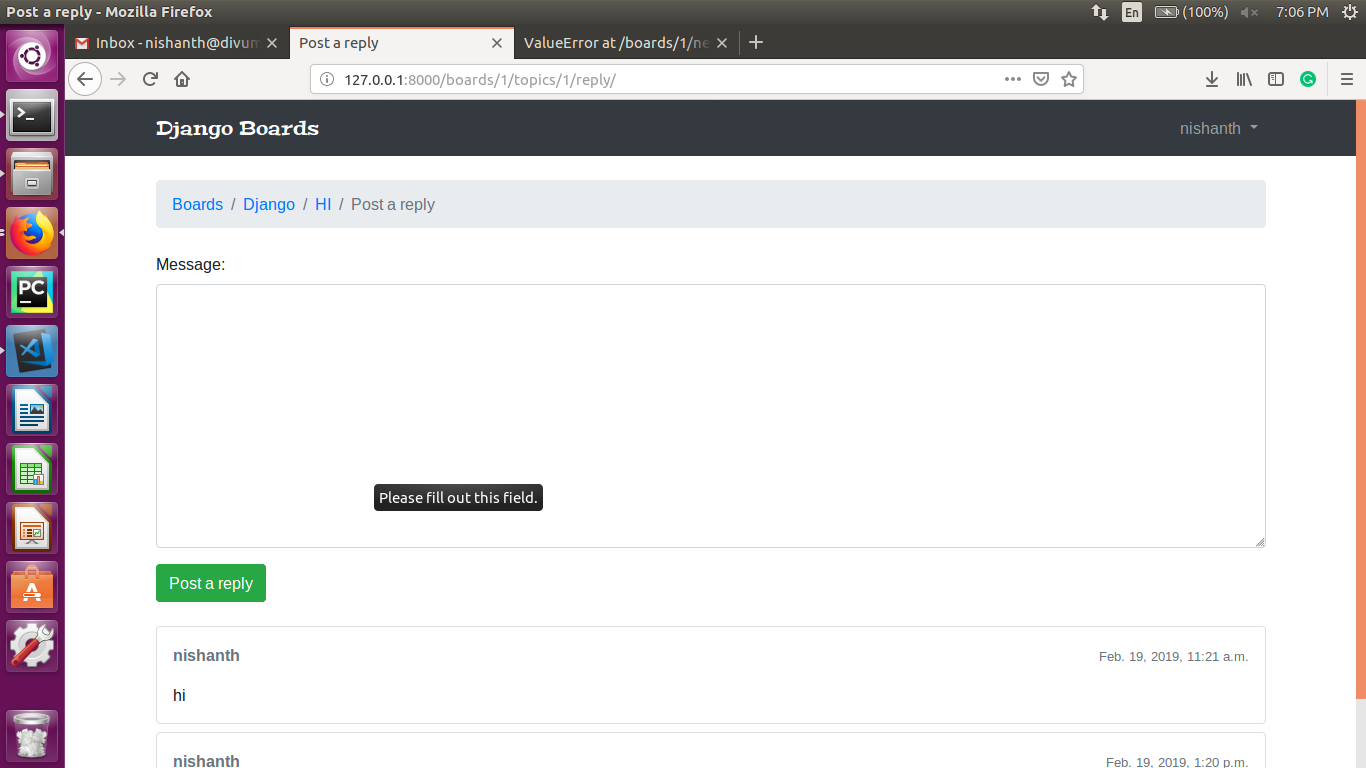 Post a reply - Mozilla Firefox
En (100%) 7:06 PM
Inbox - nishanth@divum
Post a reply
ValueError at /boards/1/ne
127.0.0.1:8000/boards/1/topics/1/reply/
Django Boards
nishanth
Boards / Django / HI / Post a reply
Message:
Please fill out this field.
Post a reply
nishanth Feb. 19, 2019, 11:21 a.m.
hi
nishanth Feb. 19, 2019, 1:20 p.m.
PC